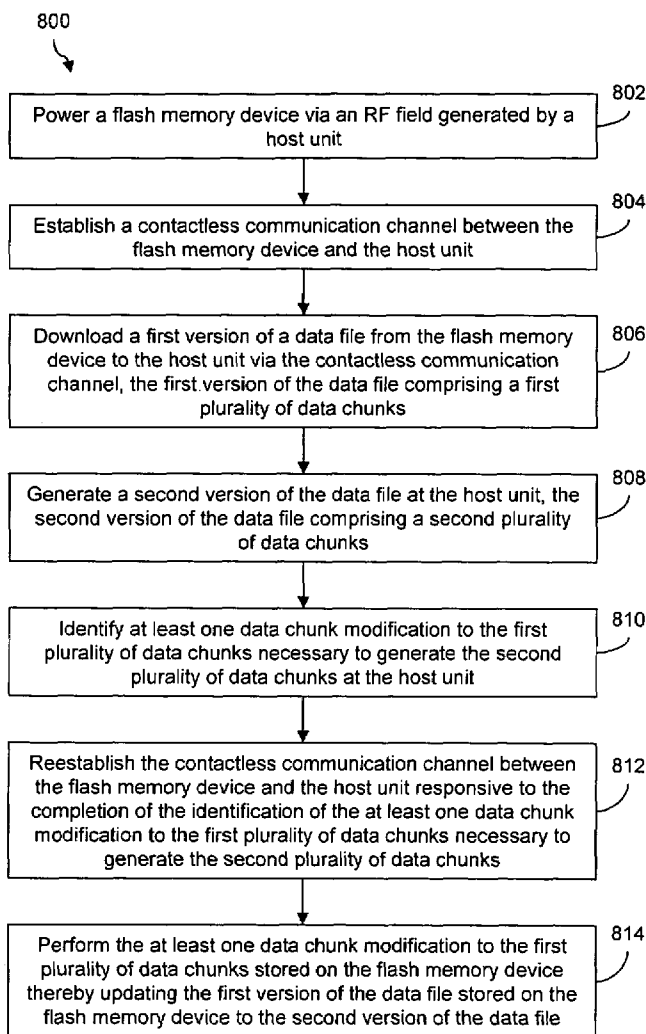 800
802
Power a flash memory device via an RF field generated by a
host unit
804
Establish a contactless communication channel between the
flash memory device and the host unit
806
Download a first version of a data file from the flash memory
device to the host unit via the contactless communication
channel, the first version of the data file comprising a first
plurality of data chunks
808
Generate a second version of the data file at the host unit, the
second version of the data file comprising a second plurality
of data chunks
810
Identify at least one data chunk modification to the first
plurality of data chunks necessary to generate the second
plurality of data chunks at the host unit
812
Reestablish the contactless communication channel between
the flash memory device and the host unit responsive to the
completion of the identification of the at least one data chunk
modification to the first plurality of data chunks necessary to
generate the second plurality of data chunks
814
Perform the at least one data chunk modification to the first
plurality of data chunks stored on the flash memory device
thereby updating the first version of the data file stored on the
flash memory device to the second version of the data file